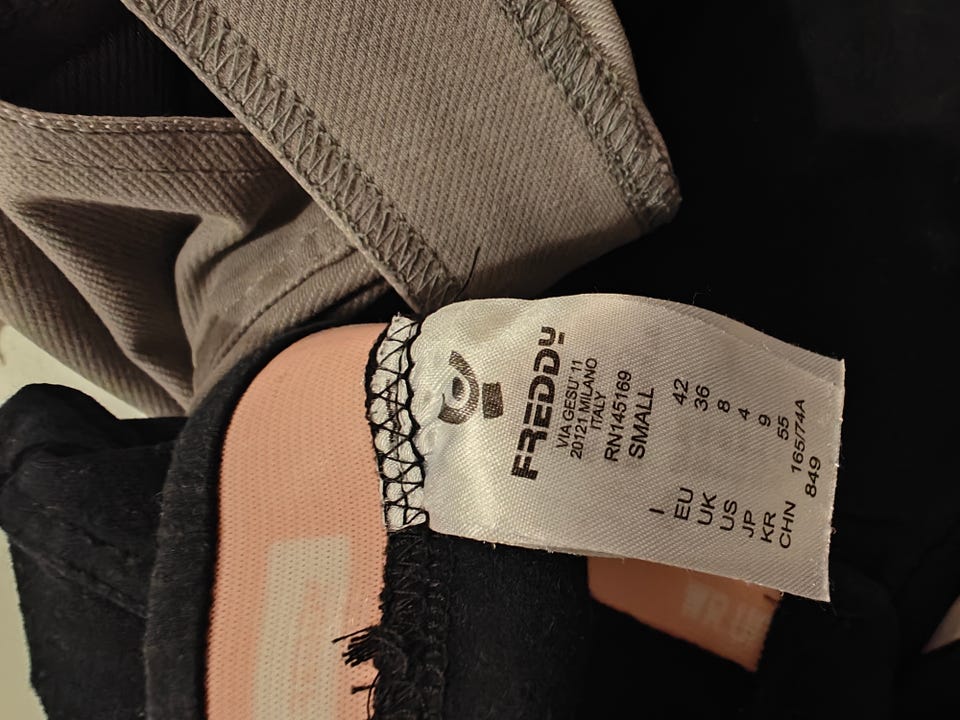 FREDDY
VIA GESU' 11
20121 MILANO
ITALY
RN145169
SMALL
I 42
EU 36
UK 8
US 4
JP 9
KR 55
CHN 165/74A
849